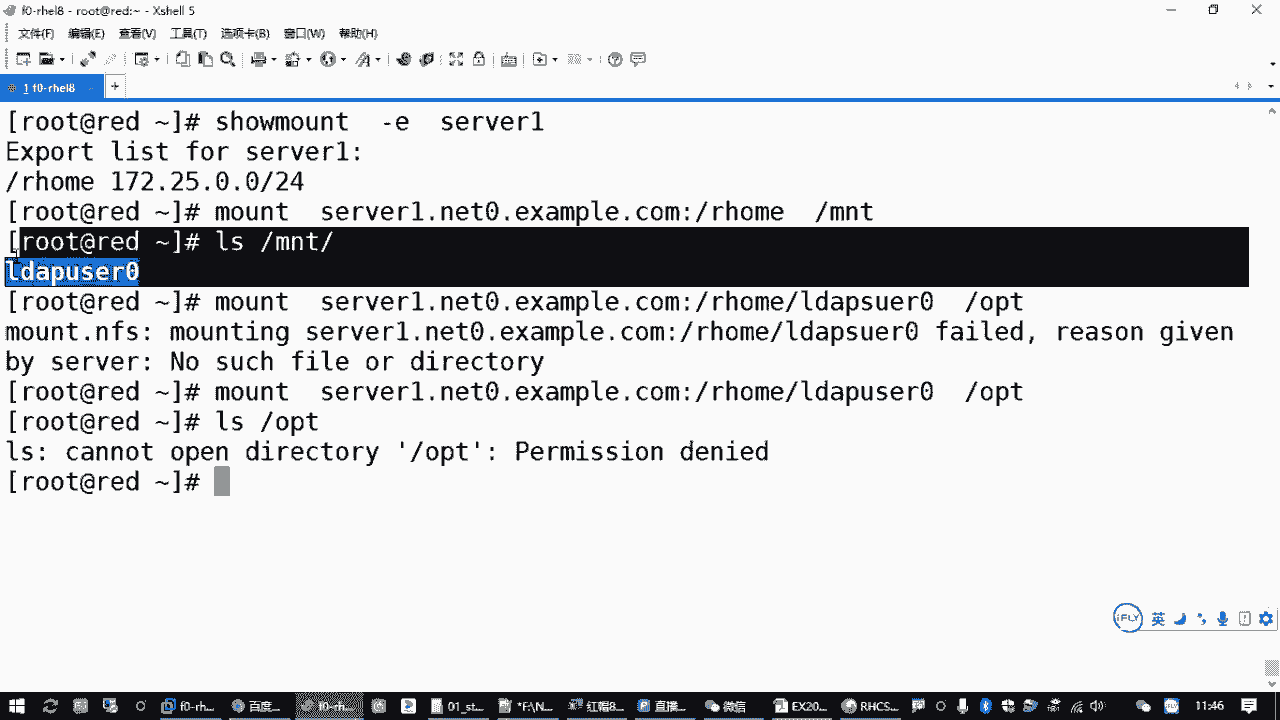 f0-rhel8 - root@red:~ - Xshell 5
文件(F) 编辑(E) 查看(V) 工具(T) 选项卡(B) 窗口(W) 帮助(H)
1 f0-rhel8
[root@red ~]# showmount  -e  server1
Export list for server1:
/rhome 172.25.0.0/24
[root@red ~]# mount  server1.net0.example.com:/rhome  /mnt
[root@red ~]# ls /mnt/
ldapuser0
[root@red ~]# mount  server1.net0.example.com:/rhome/ldapsuer0  /opt
mount.nfs: mounting server1.net0.example.com:/rhome/ldapsuer0 failed, reason given
by server: No such file or directory
[root@red ~]# mount  server1.net0.example.com:/rhome/ldapuser0  /opt
[root@red ~]# ls /opt
ls: cannot open directory '/opt': Permission denied
[root@red ~]#
iFLY 英
f0-rh... 百度... f0-rh... 01_st... *F:\N... 红帽8... 直播... 微信 EX20... RHCS... 11:46